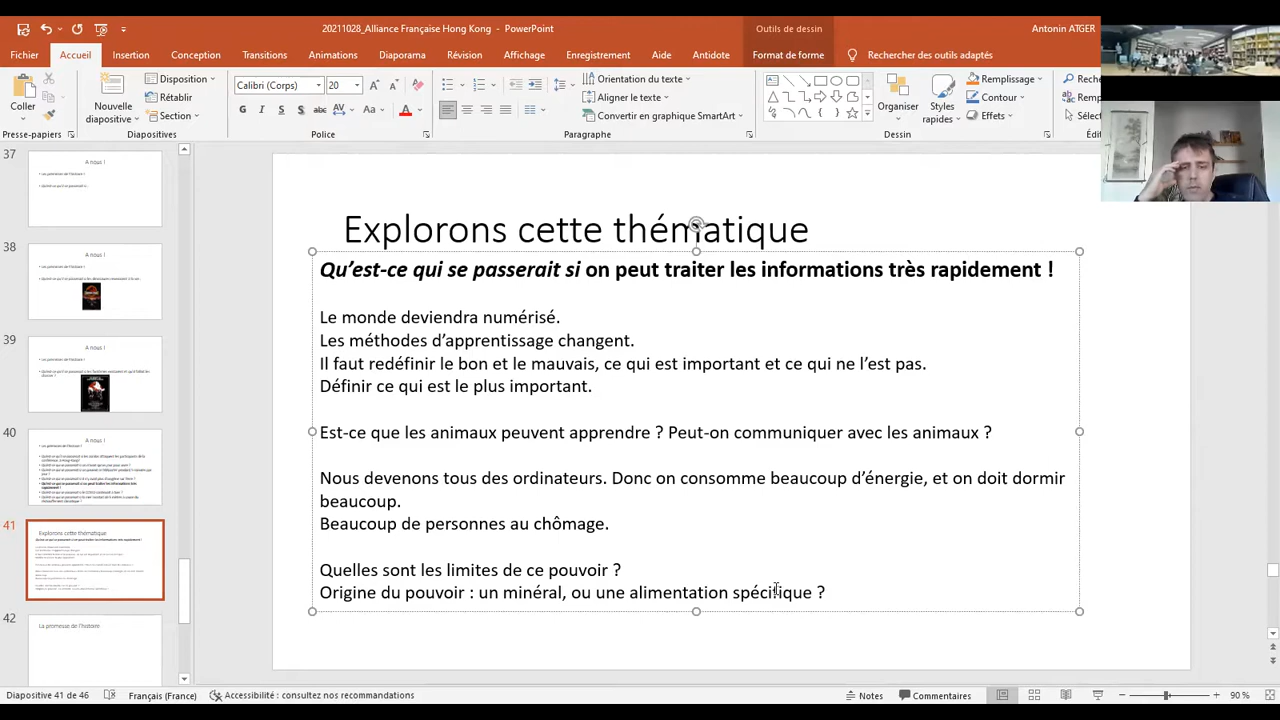 20211028_Alliance Française Hong Kong - PowerPoint
Outils de dessin
Antonin ATGER
Fichier Accueil Insertion Conception Transitions Animations Diaporama Révision Affichage Enregistrement Aide Antidote Format de forme Rechercher des outils adaptés
Coller
Presse-papiers
Nouvelle diapositive
Disposition
Rétablir
Section
Diapositives
Calibri (Corps) 20
G I S S abc AV Aa A
Police
Orientation du texte
Aligner le texte
Convertir en graphique SmartArt
Paragraphe
Organiser
Styles rapides
Remplissage
Contour
Effets
Dessin
37
A nous !
38
A nous !
39
A nous !
40
A nous !
41
Explorons cette thématique
42
La promesse de l'histoire
Explorons cette thématique
Qu'est-ce qui se passerait si on peut traiter les informations très rapidement !
Le monde deviendra numérisé.
Les méthodes d'apprentissage changent.
Il faut redéfinir le bon et le mauvais, ce qui est important et ce qui ne l'est pas.
Définir ce qui est le plus important.
Est-ce que les animaux peuvent apprendre ? Peut-on communiquer avec les animaux ?
Nous devenons tous des ordinateurs. Donc on consomme beaucoup d'énergie, et on doit dormir
beaucoup.
Beaucoup de personnes au chômage.
Quelles sont les limites de ce pouvoir ?
Origine du pouvoir : un minéral, ou une alimentation spécifique ?
Diapositive 41 de 46 Français (France) Accessibilité : consultez nos recommandations Notes Commentaires 90 %